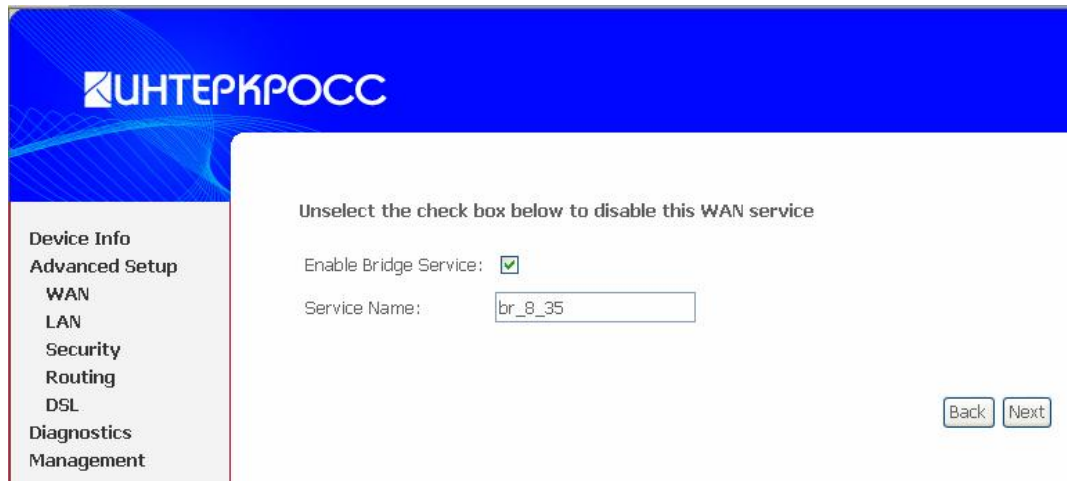 ИНТЕРКРОСС
Unselect the check box below to disable this WAN service
Enable Bridge Service:
Service Name: br_8_35
Back Next
Device Info
Advanced Setup
WAN
LAN
Security
Routing
DSL
Diagnostics
Management